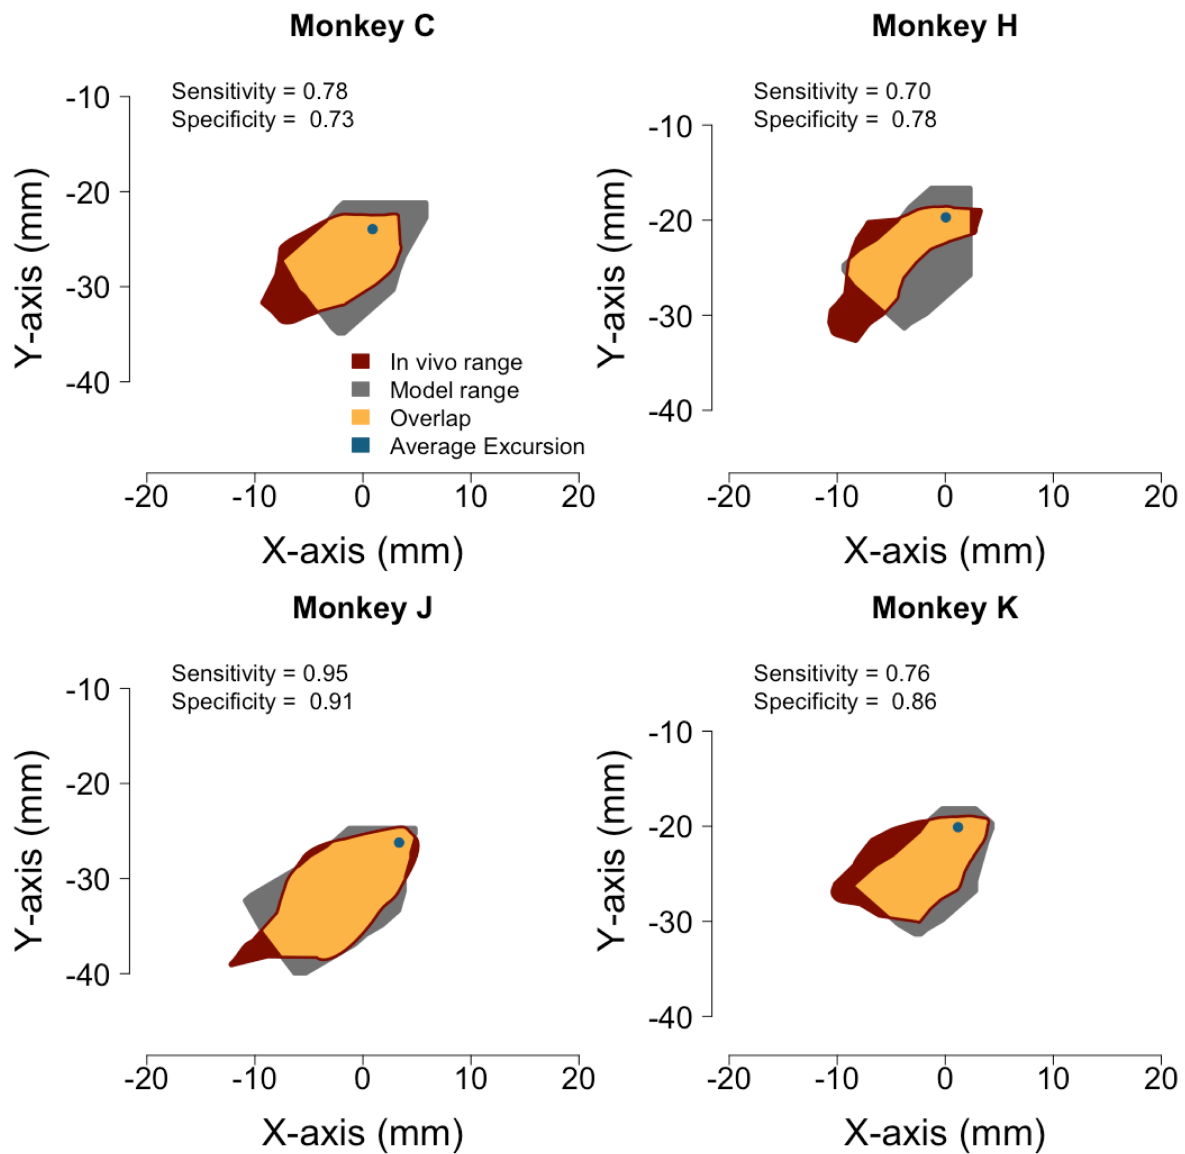 Monkey C
Sensitivity = 0.78
Specificity = 0.73
-10
-20
-30
-40
Y-axis (mm)
In vivo range
Model range
Overlap
Average Excursion
-20 -10 0 10 20
X-axis (mm)
Monkey H
Sensitivity = 0.70
Specificity = 0.78
-10
-20
-30
-40
Y-axis (mm)
-20 -10 0 10 20
X-axis (mm)
Monkey J
Sensitivity = 0.95
Specificity = 0.91
-10
-20
-30
-40
Y-axis (mm)
-20 -10 0 10 20
X-axis (mm)
Monkey K
Sensitivity = 0.76
Specificity = 0.86
-10
-20
-30
-40
Y-axis (mm)
-20 -10 0 10 20
X-axis (mm)